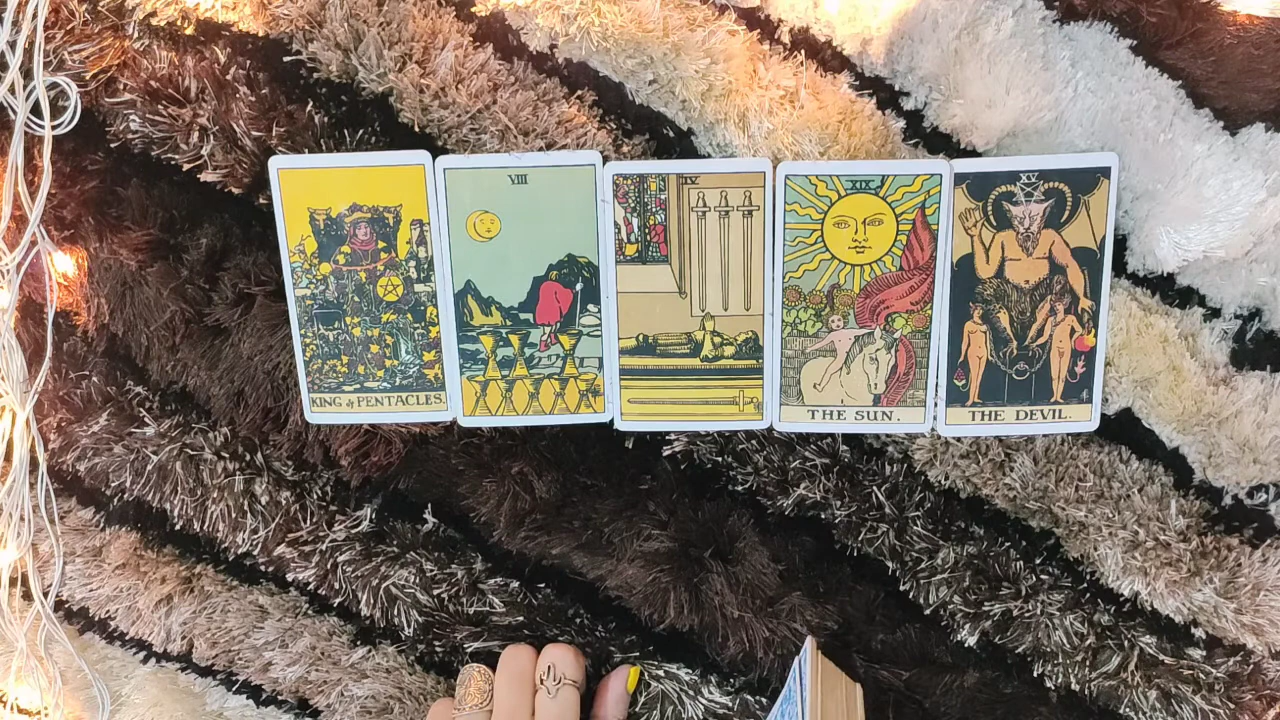 KING of PENTACLES.
VIII
IV
XIX
THE SUN.
XV
THE DEVIL.